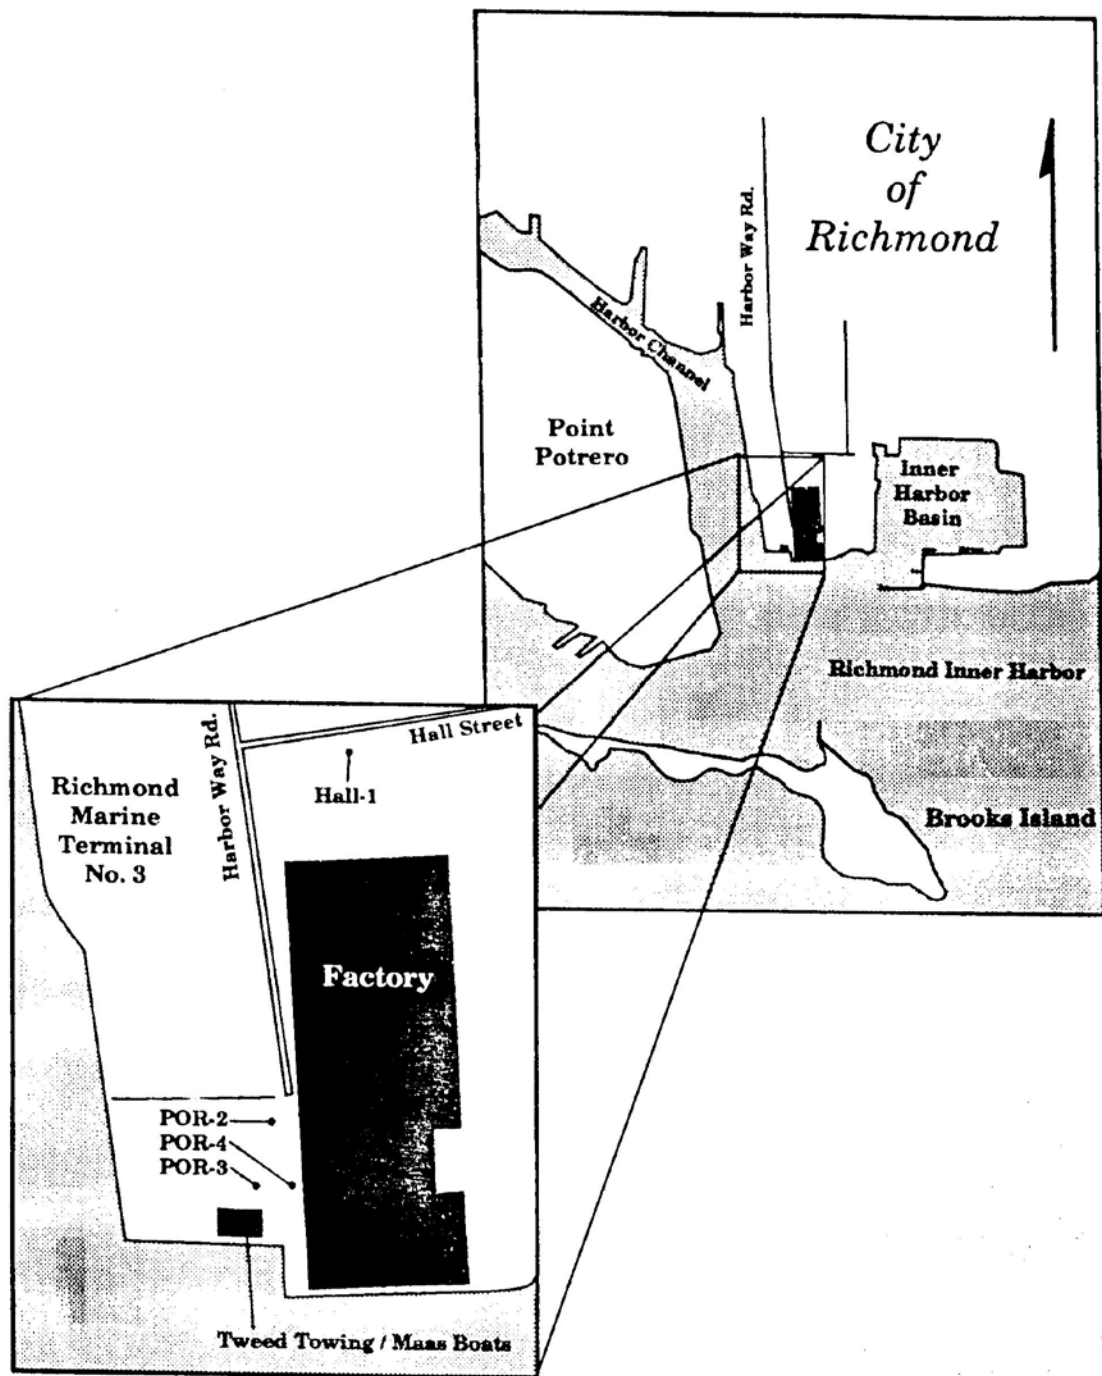 City
of
Richmond
Harbor Way Rd.
Harbor Channel
Point
Potrero
Inner
Harbor
Basin
Richmond Inner Harbor
Brooks Island
Hall Street
Harbor Way Rd.
Hall-1
Richmond
Marine
Terminal
No. 3
Factory
POR-2
POR-4
POR-3
Tweed Towing / Maas Boats